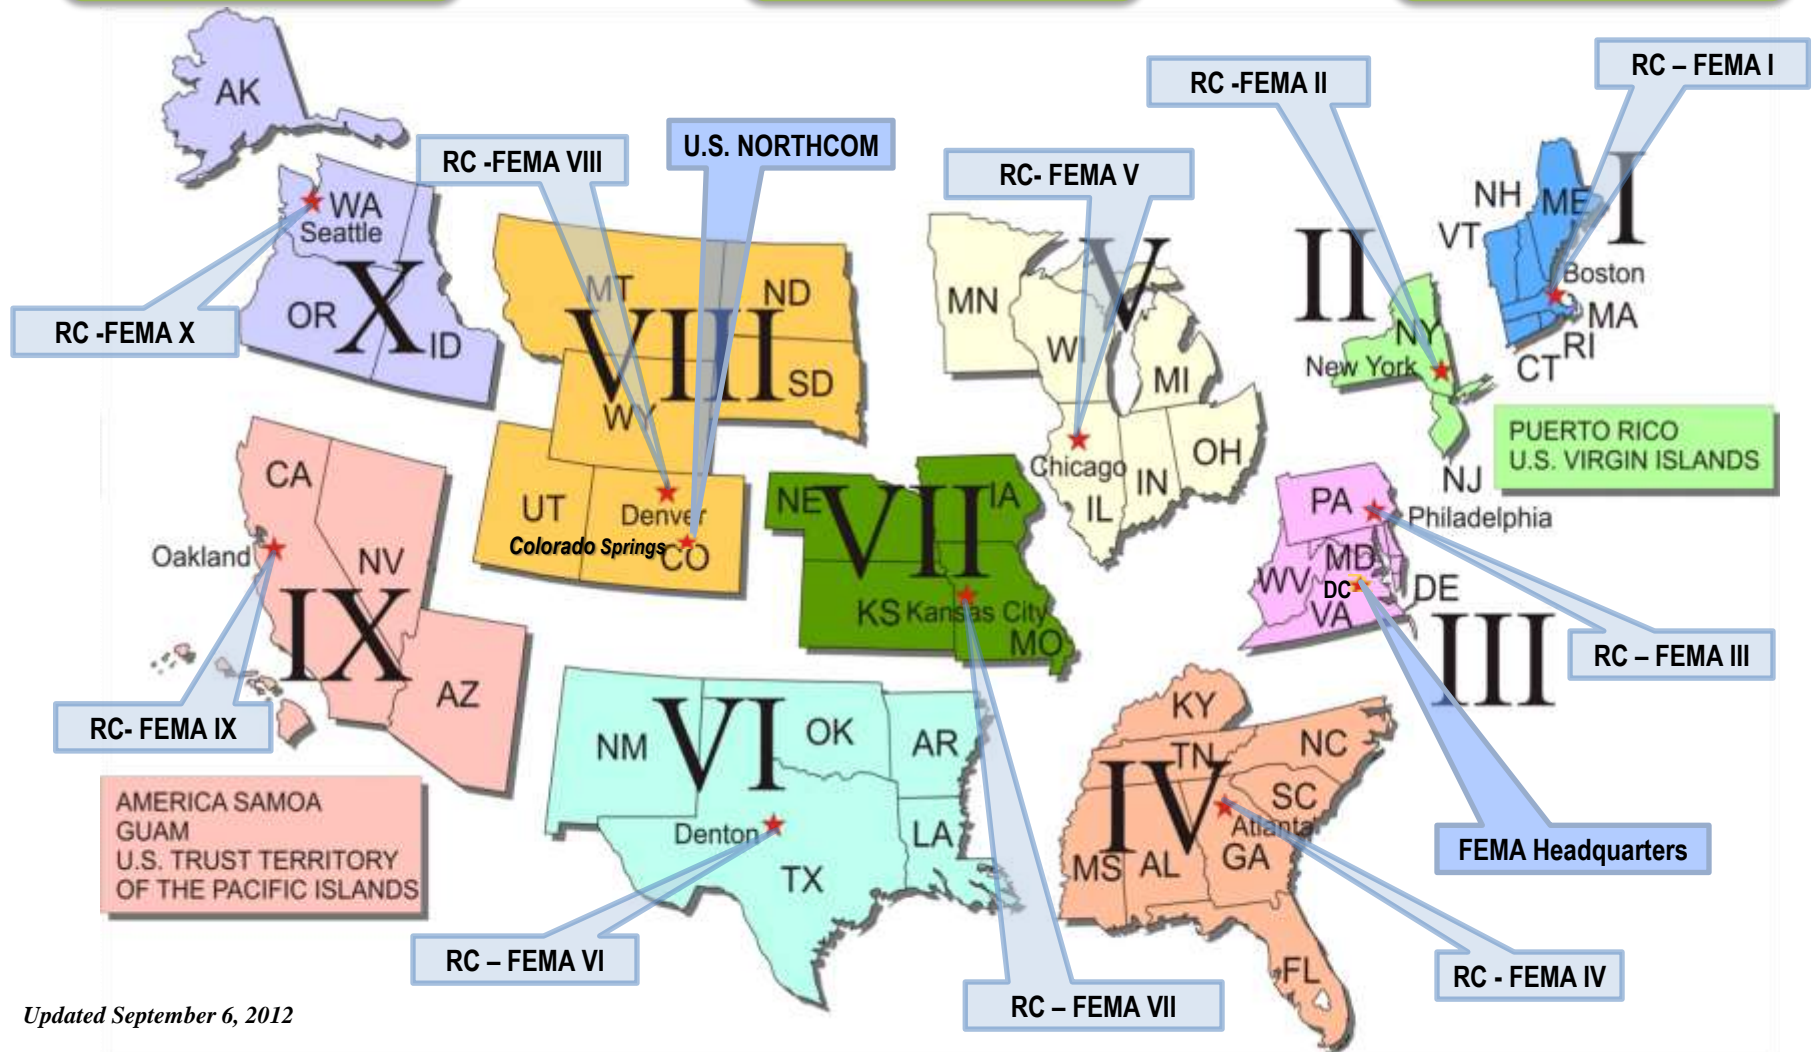 RC – FEMA I
RC -FEMA II
AK
U.S. NORTHCOM
RC -FEMA VIII
RC- FEMA V
I
NH
ME
VT
WA
Seattle
II
V
Boston
MT
ND
MN
X
OR
ID
RC -FEMA X
MA
RI
CT
NY
New York
WI
MI
VIII
SD
WY
PUERTO RICO
U.S. VIRGIN ISLANDS
NJ
CA
Chicago
OH
IN
IL
NE
VII
IA
UT
Denver
Colorado Springs
CO
PA
Philadelphia
Oakland
NV
MD
WV
DC
DE
VA
KS
Kansas City
MO
IX
III
RC – FEMA III
AZ
RC- FEMA IX
KY
NM
VI
OK
AR
TN
NC
AMERICA SAMOA
GUAM
U.S. TRUST TERRITORY
OF THE PACIFIC ISLANDS
Denton
LA
TX
IV
SC
Atlanta
MS
AL
GA
FEMA Headquarters
RC – FEMA VI
FL
RC - FEMA IV
RC – FEMA VII
Updated September 6, 2012